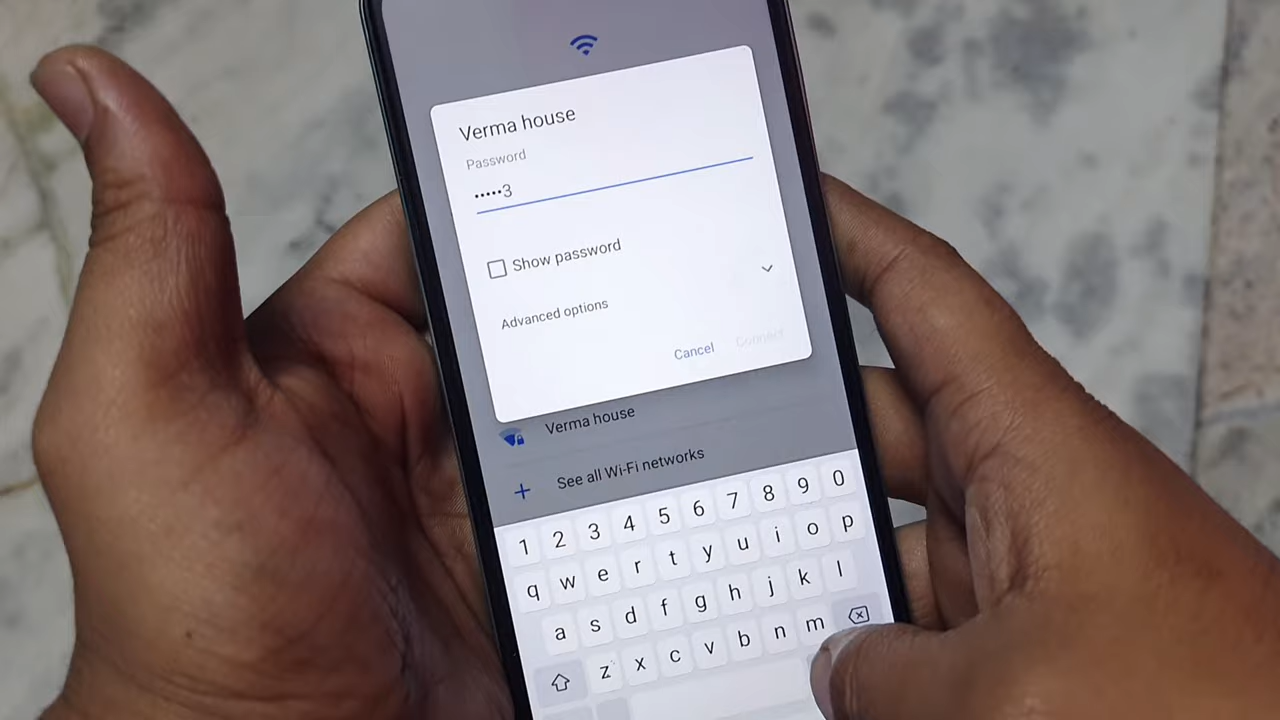 Verma house
Password
•••••3
Show password
Advanced options
Cancel Connect
Verma house
See all Wi-Fi networks
1 2 3 4 5 6 7 8 9 0
q w e r t y u i o p
a s d f g h j k l
z x c v b n m